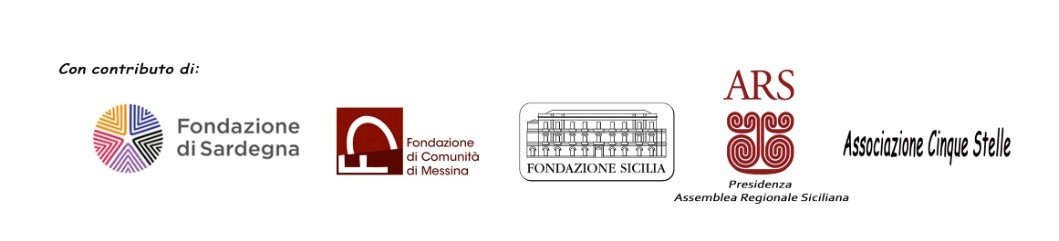 Con contributo di:
Fondazione
di Sardegna
Fondazione
di Comunità
di Messina
FONDAZIONE SICILIA
ARS
Presidenza
Assemblea Regionale Siciliana
Associazione Cinque Stelle